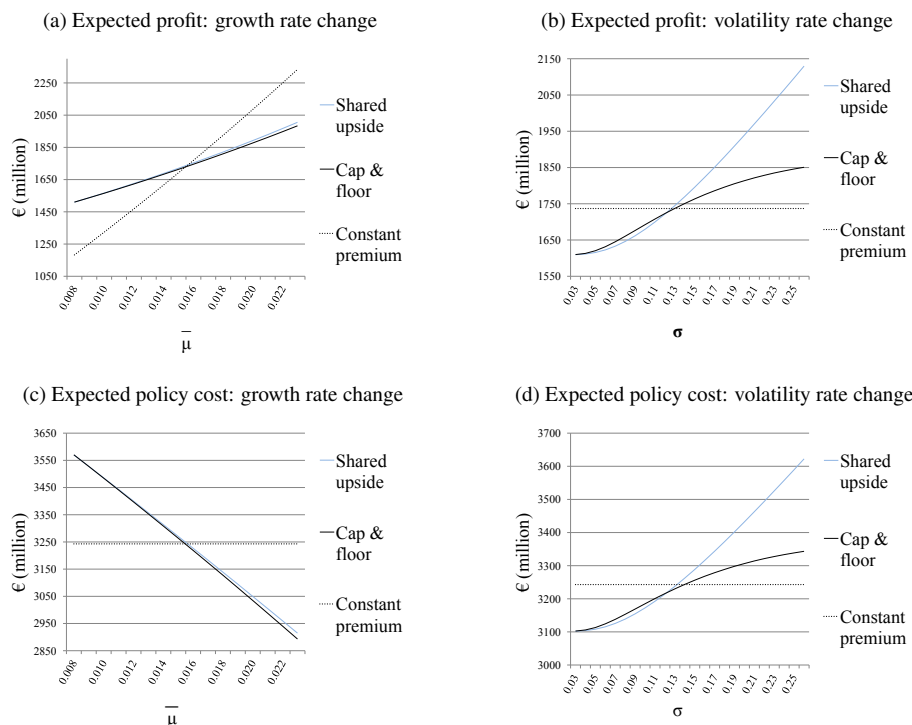 (a) Expected profit: growth rate change
2250
2050
1850
1650
1450
1250
1050
€ (million)
0.008
0.010
0.012
0.014
0.016
0.018
0.020
0.022
μ̅
Shared
upside
Cap &
floor
Constant
premium
(b) Expected profit: volatility rate change
2150
2050
1950
1850
1750
1650
1550
€ (million)
0.03
0.05
0.07
0.09
0.11
0.13
0.15
0.17
0.19
0.21
0.23
0.25
σ
Shared
upside
Cap &
floor
Constant
premium
(c) Expected policy cost: growth rate change
3650
3550
3450
3350
3250
3150
3050
2950
2850
€ (million)
0.008
0.010
0.012
0.014
0.016
0.018
0.020
0.022
μ̅
Shared
upside
Cap &
floor
Constant
premium
(d) Expected policy cost: volatility rate change
3700
3600
3500
3400
3300
3200
3100
3000
€ (million)
0.03
0.05
0.07
0.09
0.11
0.13
0.15
0.17
0.19
0.21
0.23
0.25
σ
Shared
upside
Cap &
floor
Constant
premium